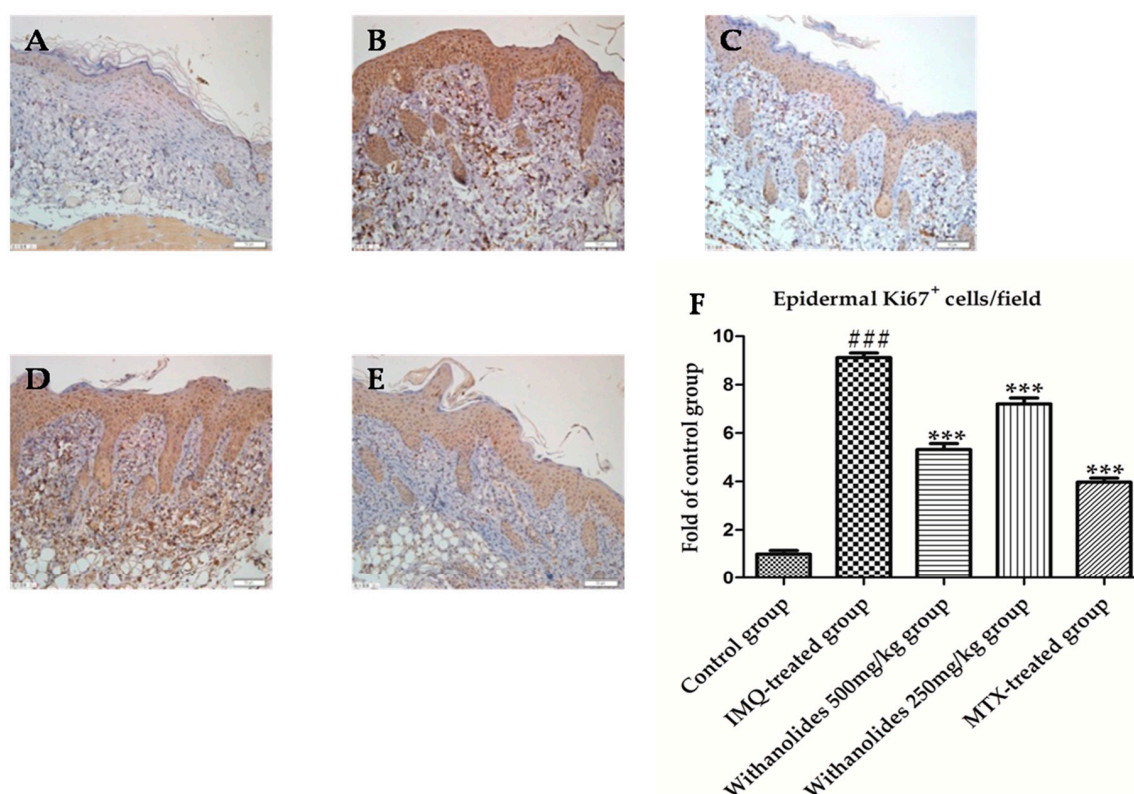 A
B
C
D
E
F
Epidermal Ki67⁺ cells/field
Fold of control group
10
8
6
4
2
0
###
***
***
***
Control group
IMQ-treated group
Withanolides 500mg/kg group
Withanolides 250mg/kg group
MTX-treated group